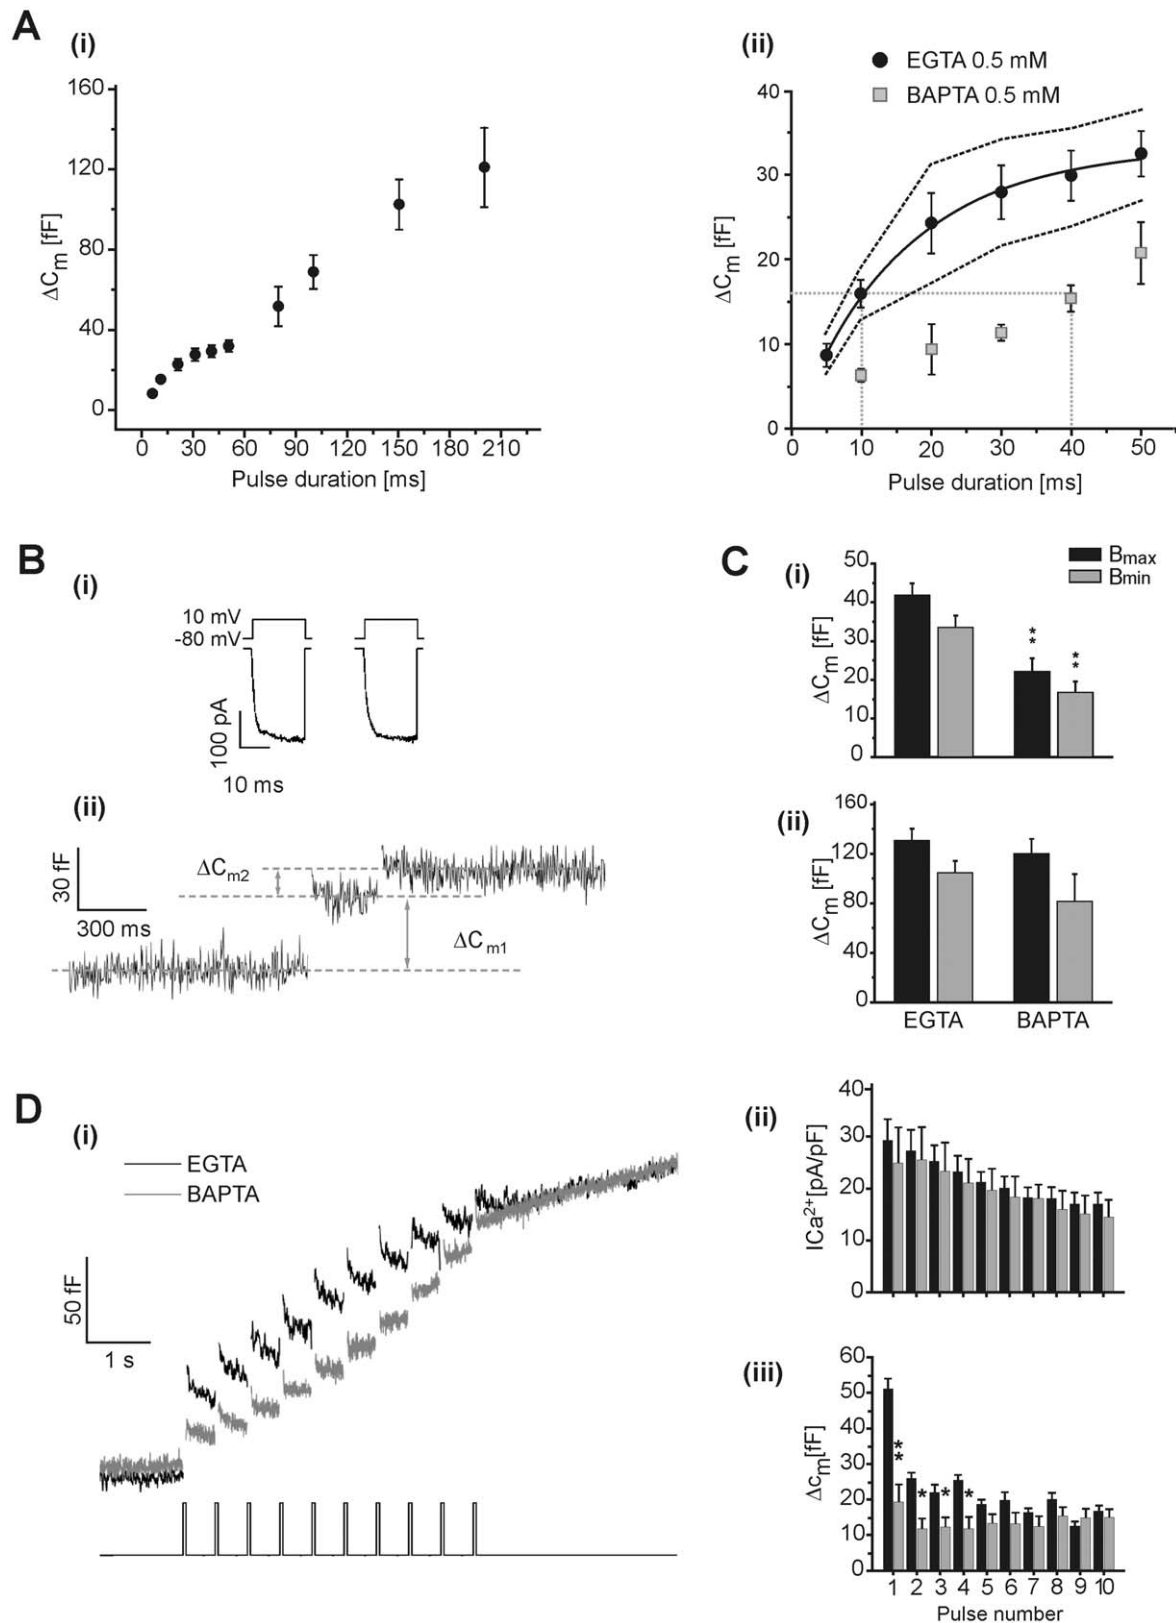 A
(i)
160
120
80
40
0
ΔCm [fF]
0 30 60 90 120 150 180 210
Pulse duration [ms]
(ii)
EGTA 0.5 mM
BAPTA 0.5 mM
40
30
20
10
0
ΔCm [fF]
0 10 20 30 40 50
Pulse duration [ms]
B
(i)
10 mV
-80 mV
100 pA
10 ms
(ii)
30 fF
300 ms
ΔCm2
ΔCm1
C
(i)
Bmax
Bmin
50
40
30
20
10
0
ΔCm [fF]
**
**
(ii)
160
120
80
40
0
ΔCm [fF]
EGTA BAPTA
D
(i)
EGTA
BAPTA
50 fF
1 s
(ii)
40
30
20
10
0
ICa2+[pA/pF]
(iii)
60
50
40
30
20
10
0
Δcm[fF]
** * * *
1 2 3 4 5 6 7 8 9 10
Pulse number